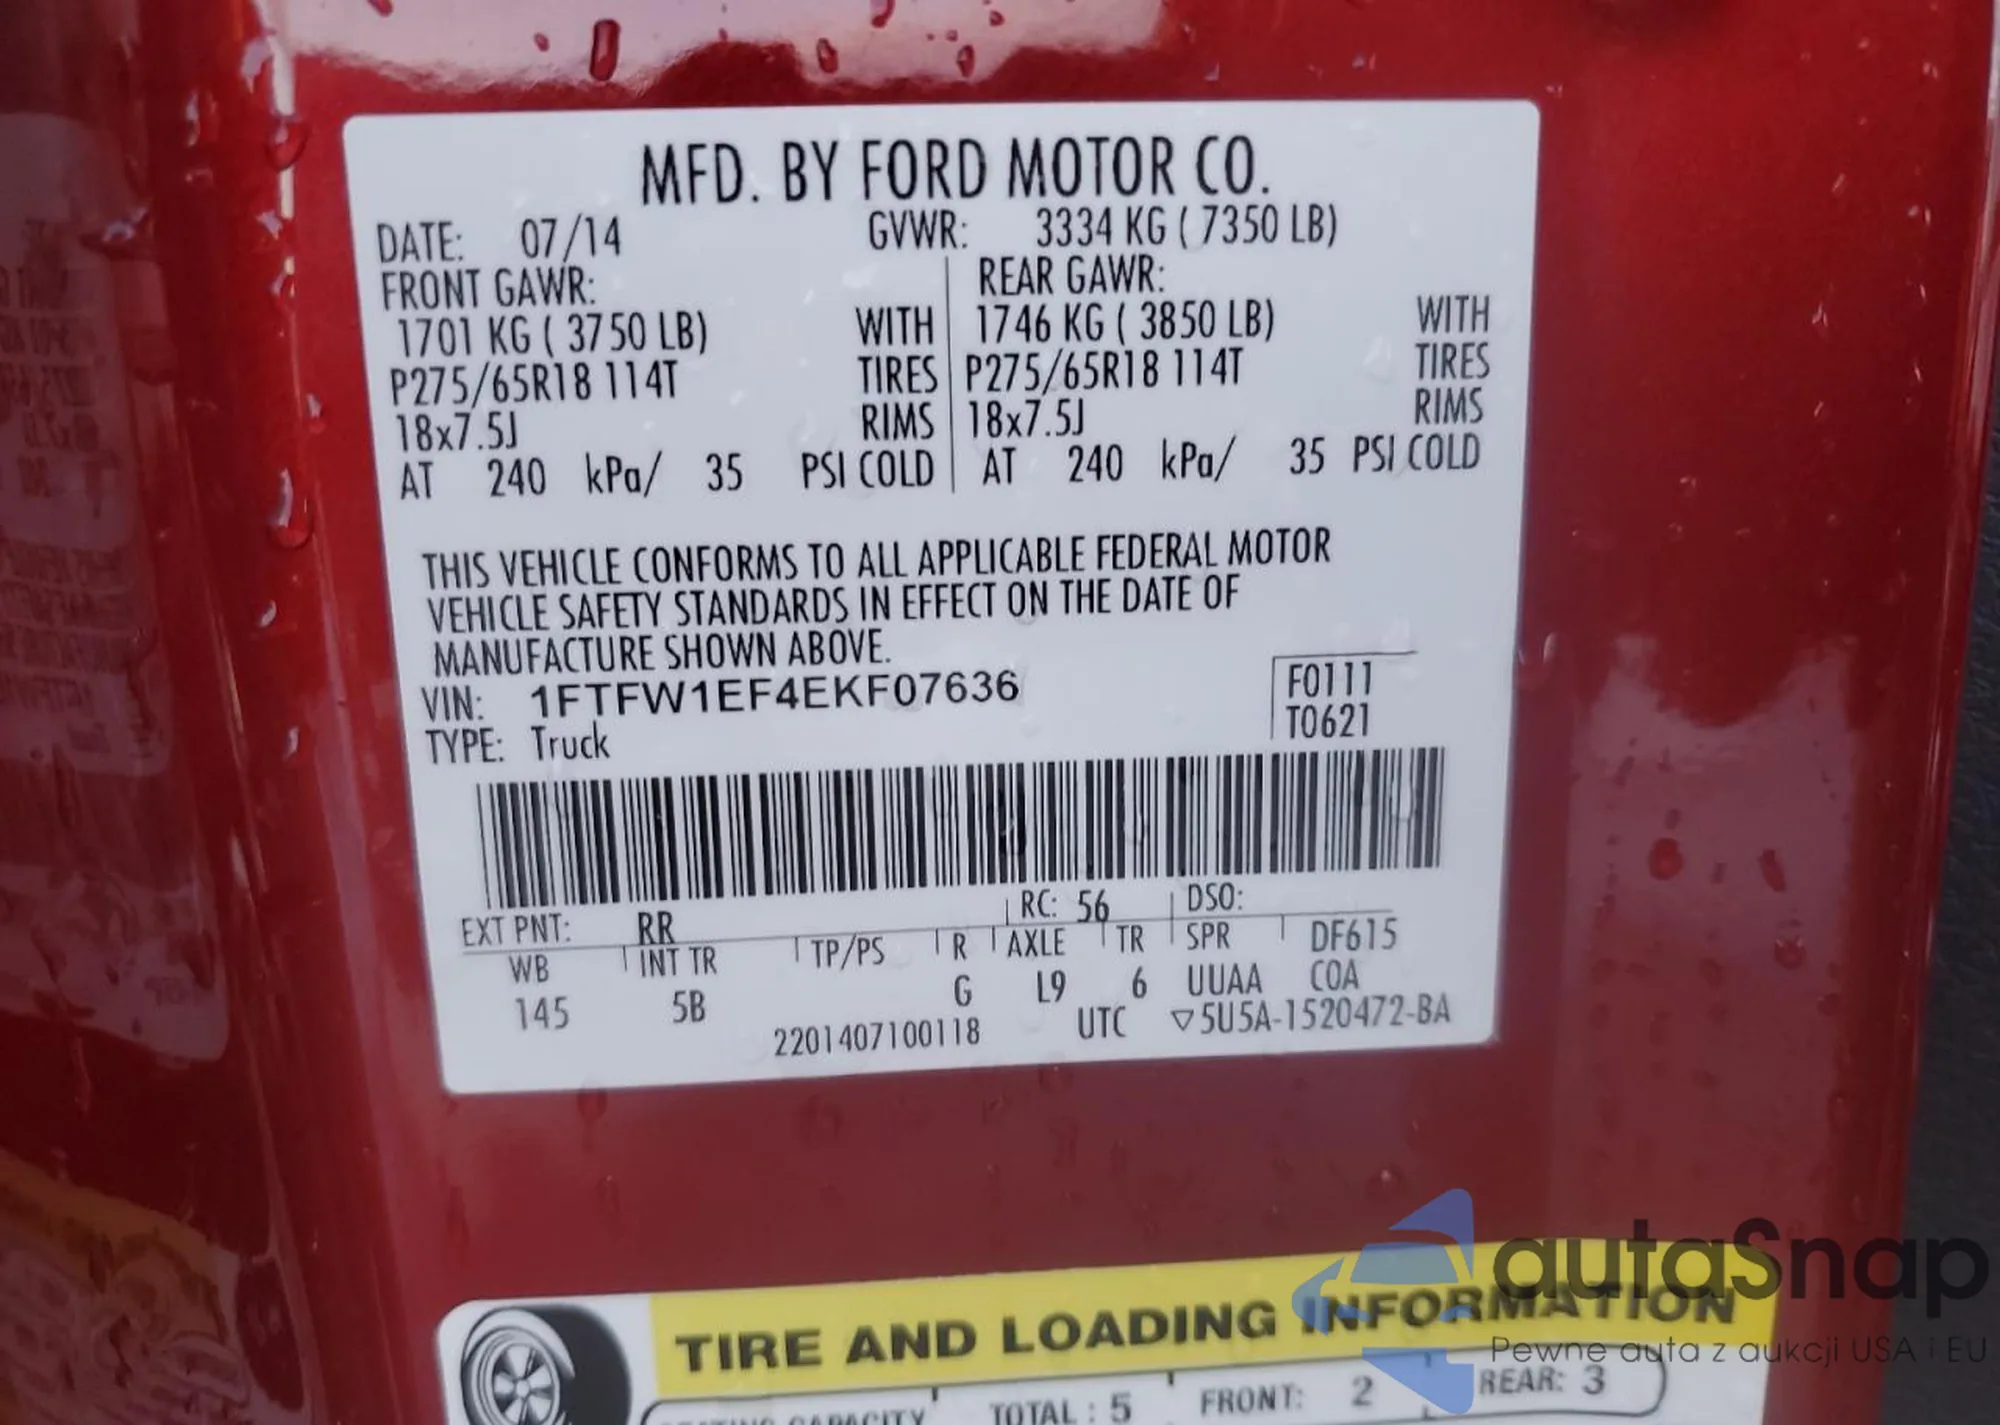 MFD. BY FORD MOTOR CO.
DATE: 07/14 GVWR: 3334 KG ( 7350 LB)
FRONT GAWR: REAR GAWR:
1701 KG ( 3750 LB) WITH 1746 KG ( 3850 LB) WITH
P275/65R18 114T TIRES P275/65R18 114T TIRES
18x7.5J RIMS 18x7.5J RIMS
AT 240 kPa/ 35 PSI COLD AT 240 kPa/ 35 PSI COLD
THIS VEHICLE CONFORMS TO ALL APPLICABLE FEDERAL MOTOR
VEHICLE SAFETY STANDARDS IN EFFECT ON THE DATE OF
MANUFACTURE SHOWN ABOVE.
VIN: 1FTFW1EF4EKF07636 F0111
TYPE: Truck T0621
EXT PNT: RR RC: 56 DSO:
WB INT TR TP/PS R AXLE TR SPR DF615
145 5B G L9 6 UUAA COA
2201407100118 UTC ▽5U5A-1520472-BA
autaSnap
Pewne auta z aukcji USA i EU
TIRE AND LOADING INFORMATION
SEATING CAPACITY TOTAL : 5 FRONT: 2 REAR: 3